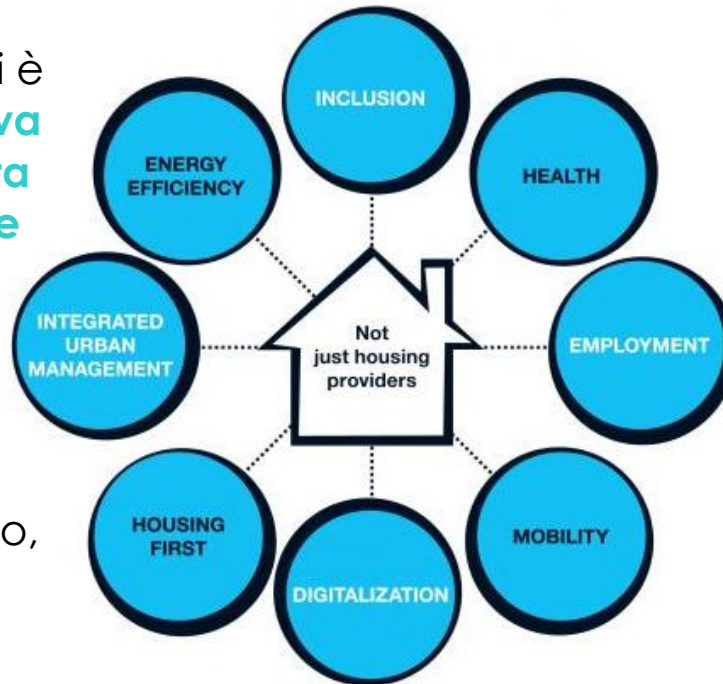 i è
va
ra
e
o,
INCLUSION
HEALTH
EMPLOYMENT
MOBILITY
DIGITALIZATION
HOUSING
FIRST
INTEGRATED
URBAN
MANAGEMENT
ENERGY
EFFICIENCY
Not
just housing
providers